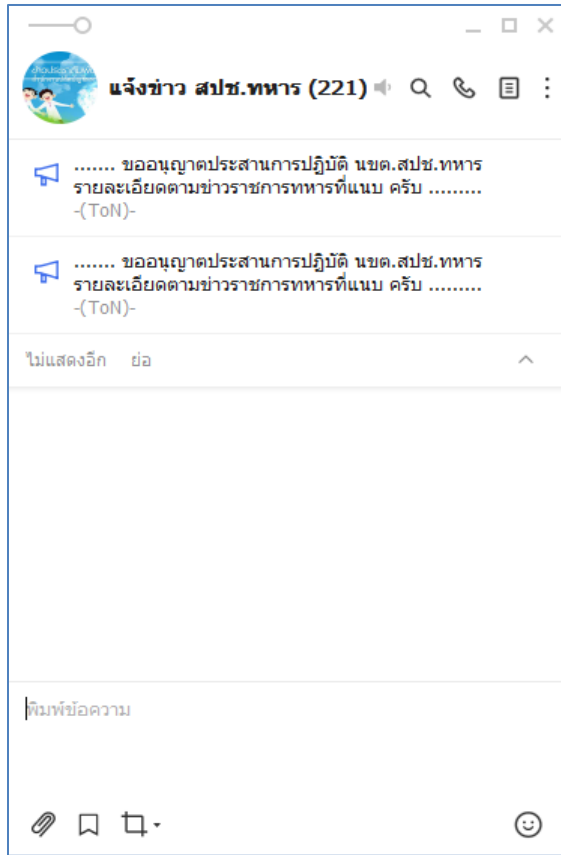 แจ้งข่าว สปช.ทหาร (221)
....... ขออนุญาตประสานการปฏิบัติ นขต.สปช.ทหาร
รายละเอียดตามข่าวราชการทหารที่แนบ ครับ .........
-(ToN)-
....... ขออนุญาตประสานการปฏิบัติ นขต.สปช.ทหาร
รายละเอียดตามข่าวราชการทหารที่แนบ ครับ .........
-(ToN)-
ไม่แสดงอีก ย่อ
พิมพ์ข้อความ